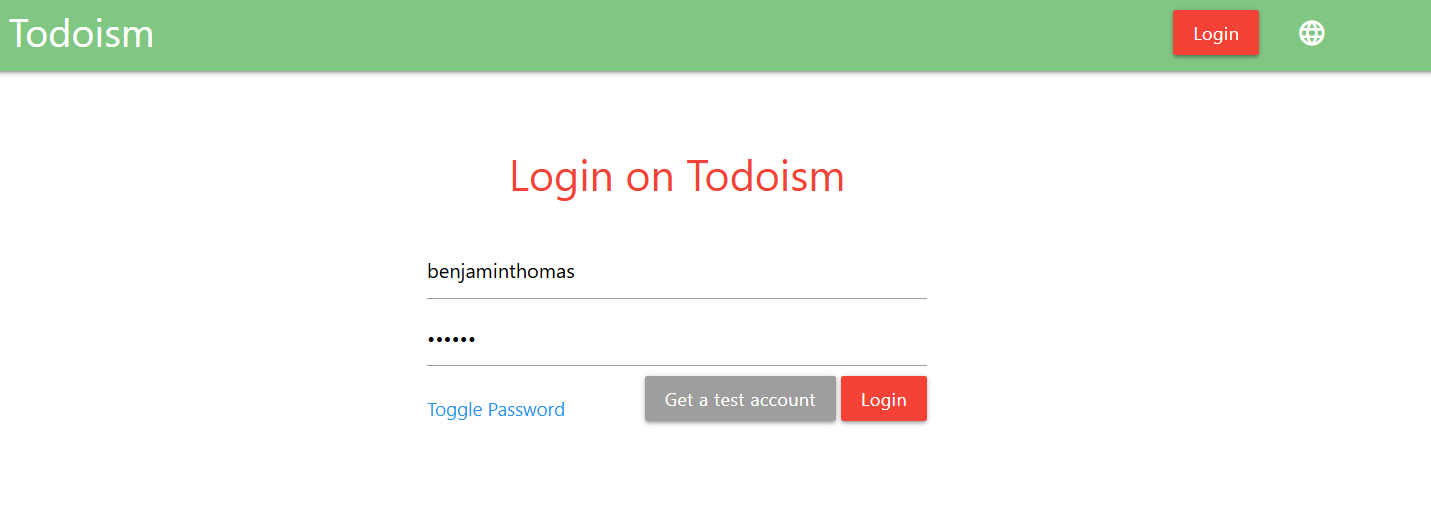 Todoism
Login
Login on Todoism
benjaminthomas
••••••
Toggle Password
Get a test account
Login